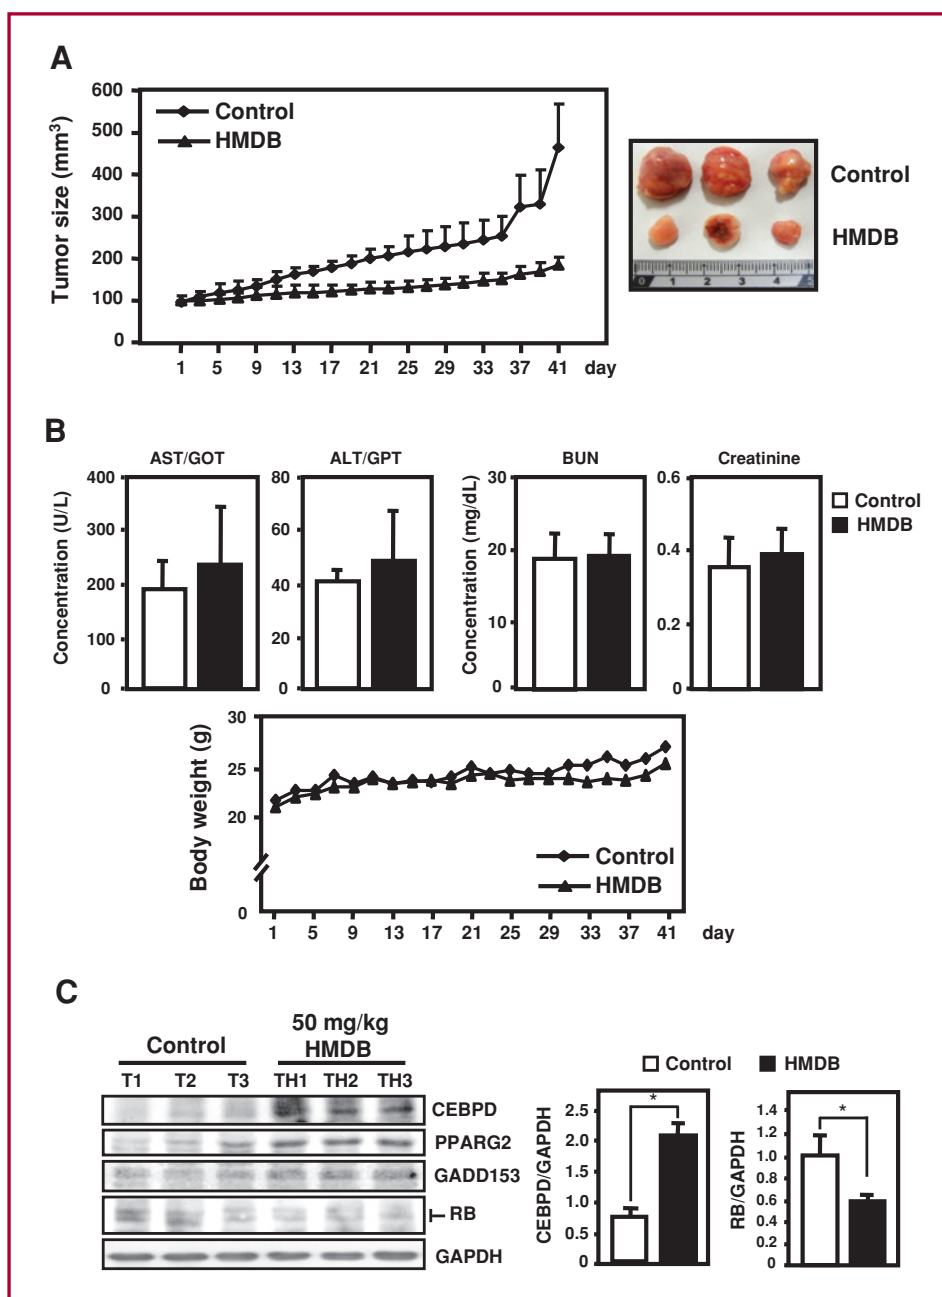 A
Tumor size (mm³)
600
500
400
300
200
100
0
Control
HMDB
1 5 9 13 17 21 25 29 33 37 41 day
Control
HMDB
0 1 2 3 4
B
AST/GOT
ALT/GPT
BUN
Creatinine
Concentration (U/L)
400
300
200
100
0
80
60
40
20
0
Concentration (mg/dL)
30
20
10
0
0.6
0.4
0.2
0
Control
HMDB
Body weight (g)
30
25
20
0
Control
HMDB
1 5 9 13 17 21 25 29 33 37 41 day
C
Control
50 mg/kg
HMDB
T1 T2 T3 TH1 TH2 TH3
CEBPD
PPARG2
GADD153
RB
GAPDH
Control HMDB
CEBPD/GAPDH
2.5
2.0
1.5
1.0
0.5
0
*
RB/GAPDH
1.4
1.2
1.0
0.8
0.6
0.4
0.2
0
*